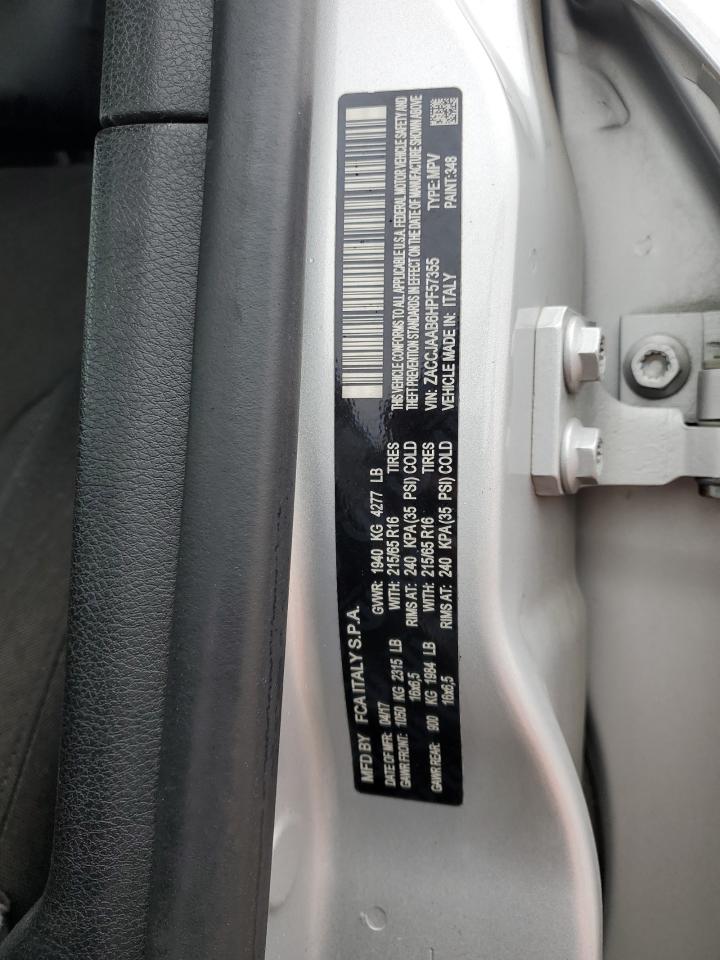 MFD BY FCA ITALY S.P.A.
DATE OF MFR: 04/17 GVWR: 1940 KG 4277 LB
GAWR FRONT: 1050 KG 2315 LB WITH: 215/65 R16 TIRES
16x6,5 RIMS AT: 240 KPA(35 PSI) COLD
GAWR REAR: 900 KG 1984 LB WITH: 215/65 R16 TIRES
16x6,5 RIMS AT: 240 KPA(35 PSI) COLD
THIS VEHICLE CONFORMS TO ALL APPLICABLE U.S.A. FEDERAL MOTOR VEHICLE SAFETY AND
THEFT PREVENTION STANDARDS IN EFFECT ON THE DATE OF MANUFACTURE SHOWN ABOVE
VIN: ZACCJAAB6HPF57355 TYPE: MPV
VEHICLE MADE IN: ITALY PAINT:348